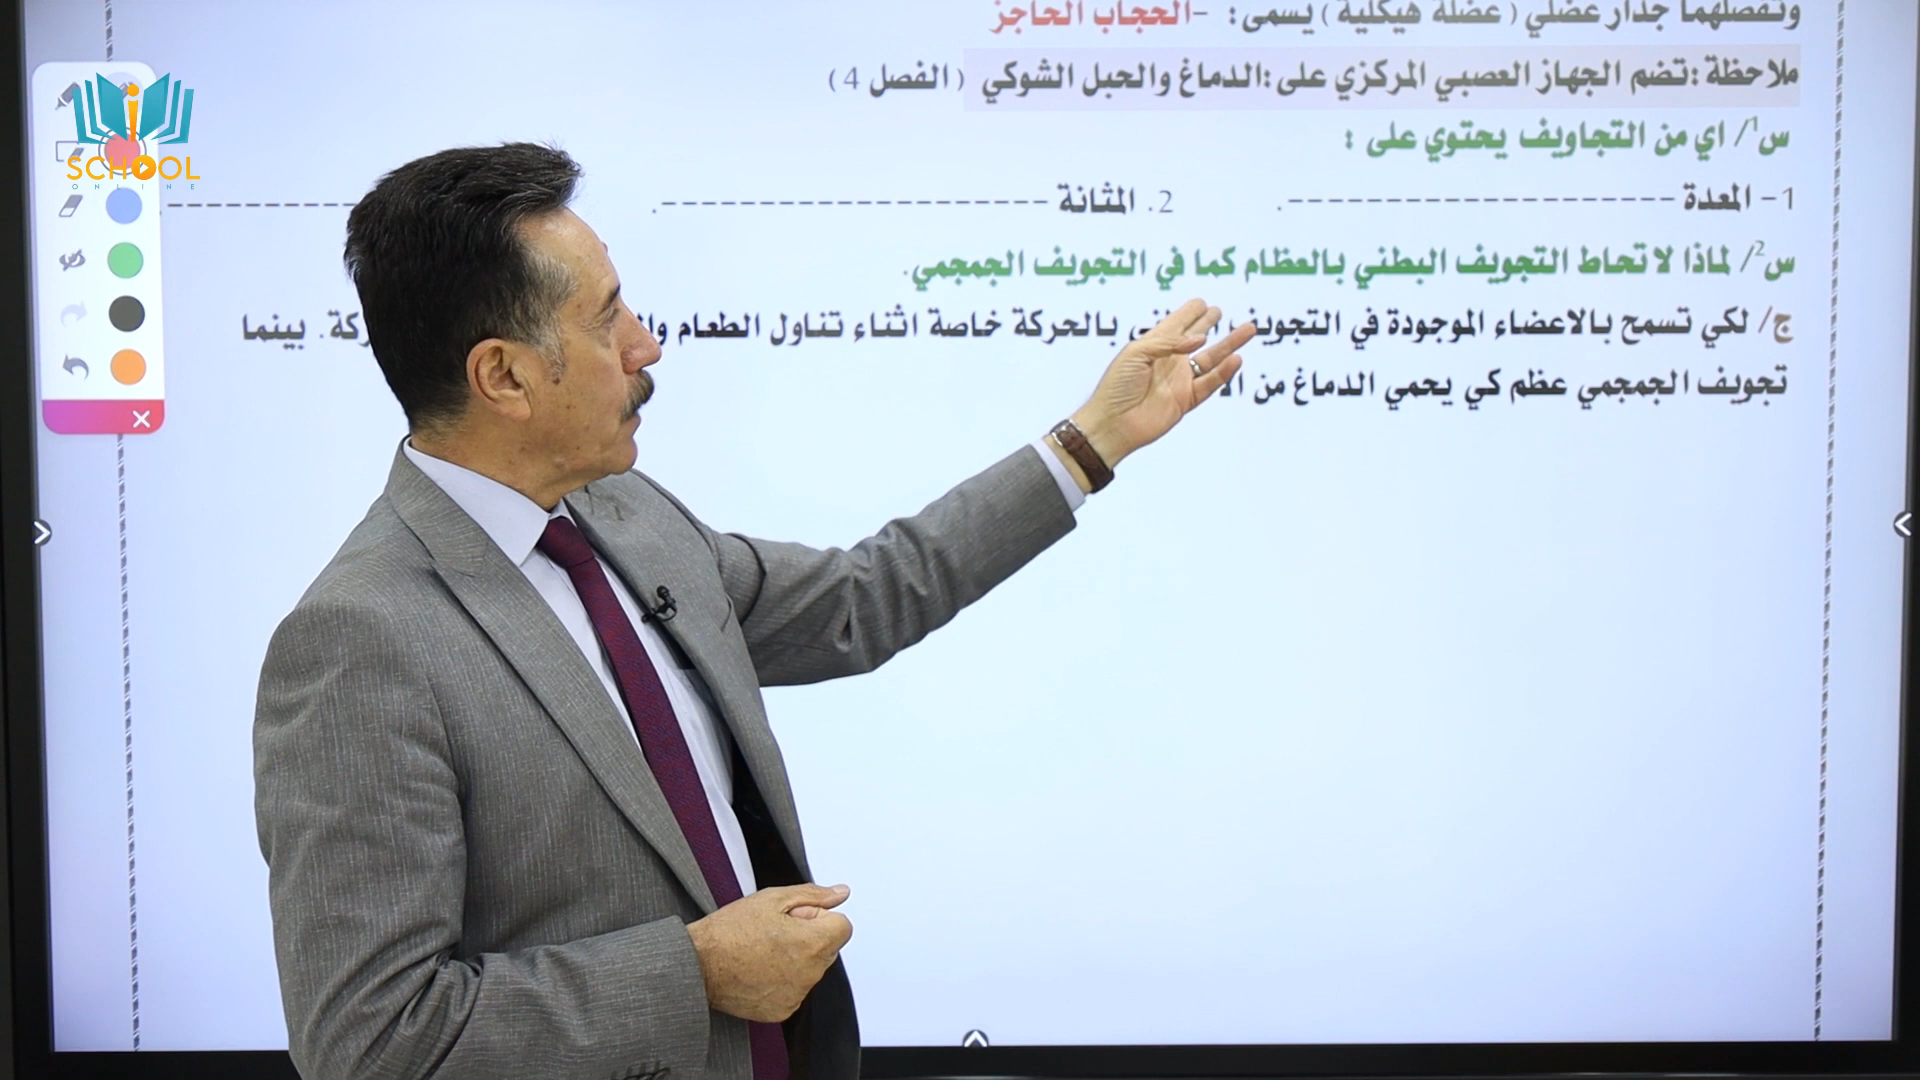 وتفصلهما جدار عضلي ( عضلة هيكلية ) يسمى : -الحجاب الحاجز
ملاحظة : تضم الجهاز العصبي المركزي على : الدماغ والحبل الشوكي ( الفصل 4 )
س1/ اي من التجاويف يحتوي على :
1- المعدة -------------------. 2. المثانة -------------------. -----------
س2/ لماذا لا تحاط التجويف البطني بالعظام كما في التجويف الجمجمي.
ج/ لكي تسمح بالاعضاء الموجودة في التجويف بالحركة خاصة اثناء تناول الطعام بينما
تجويف الجمجمي عظم كي يحمي الدماغ من
SCHOOL
ONLINE